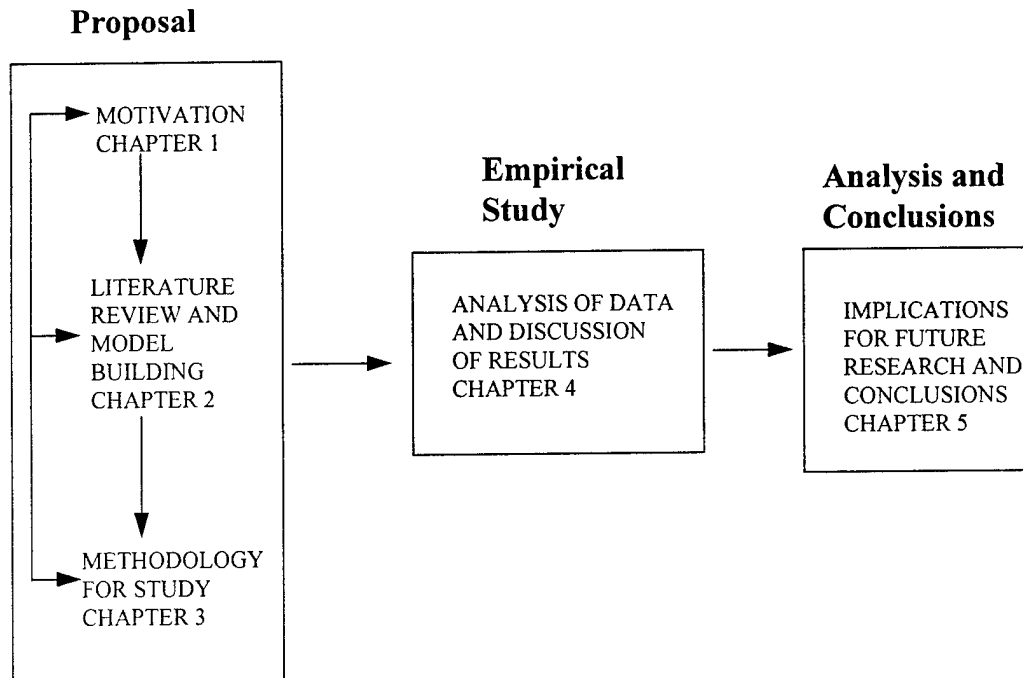 Proposal
MOTIVATION
CHAPTER 1
LITERATURE
REVIEW AND
MODEL
BUILDING
CHAPTER 2
METHODOLOGY
FOR STUDY
CHAPTER 3
Empirical
Study
ANALYSIS OF DATA
AND DISCUSSION
OF RESULTS
CHAPTER 4
Analysis and
Conclusions
IMPLICATIONS
FOR FUTURE
RESEARCH AND
CONCLUSIONS
CHAPTER 5